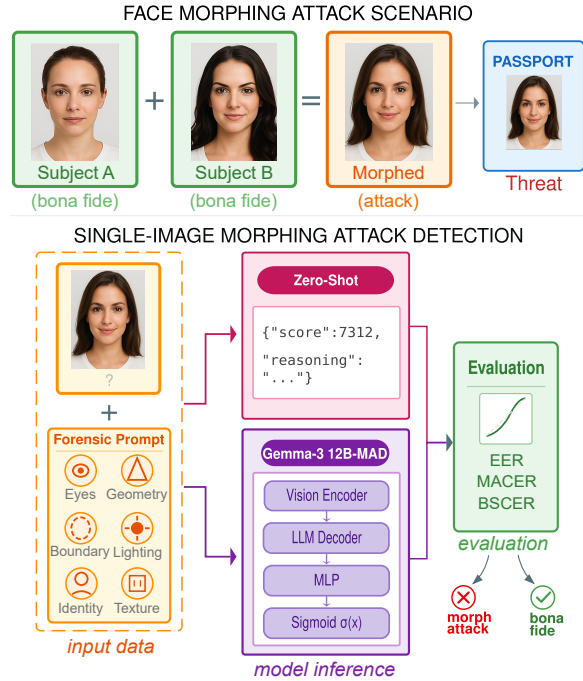 FACE MORPHING ATTACK SCENARIO
Subject A
(bona fide)
+
Subject B
(bona fide)
=
Morphed
(attack)
PASSPORT
Threat
SINGLE-IMAGE MORPHING ATTACK DETECTION
?
+
Forensic Prompt
Eyes
Geometry
Boundary
Lighting
Identity
Texture
input data
Zero-Shot
{"score":7312,
"reasoning":
"..."}
Gemma-3 12B-MAD
Vision Encoder
LLM Decoder
MLP
Sigmoid σ(x)
model inference
Evaluation
EER
MACER
BSCER
evaluation
morph
attack
bona
fide